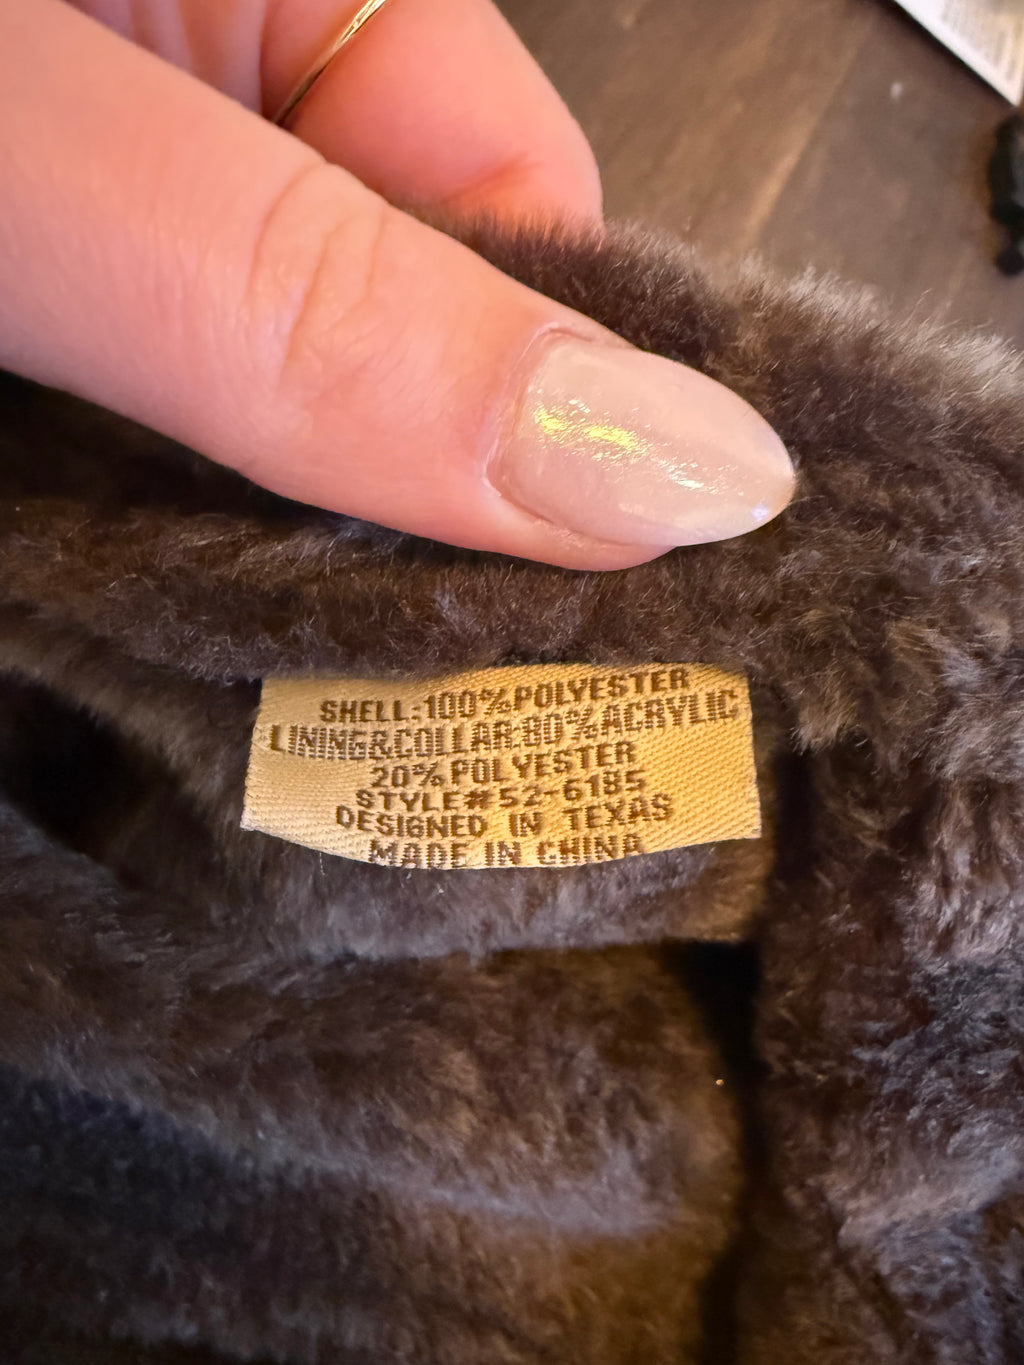 SHELL:100%POLYESTER
LINING&COLLAR:80%ACRYLIC
20%POLYESTER
STYLE#52-6185
DESIGNED IN TEXAS
MADE IN CHINA